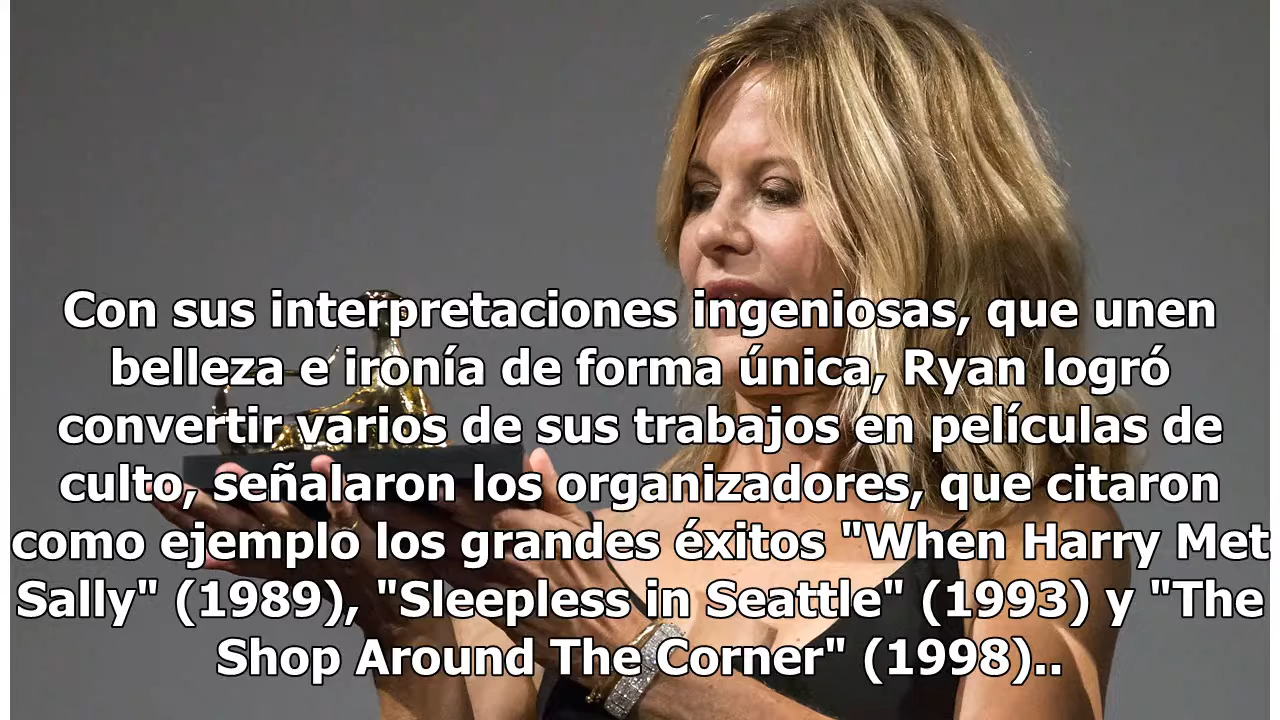 Con sus interpretaciones ingeniosas, que unen
belleza e ironía de forma única, Ryan logró
convertir varios de sus trabajos en películas de
culto, señalaron los organizadores, que citaron
como ejemplo los grandes éxitos "When Harry Met
Sally" (1989), "Sleepless in Seattle" (1993) y "The
Shop Around The Corner" (1998)..